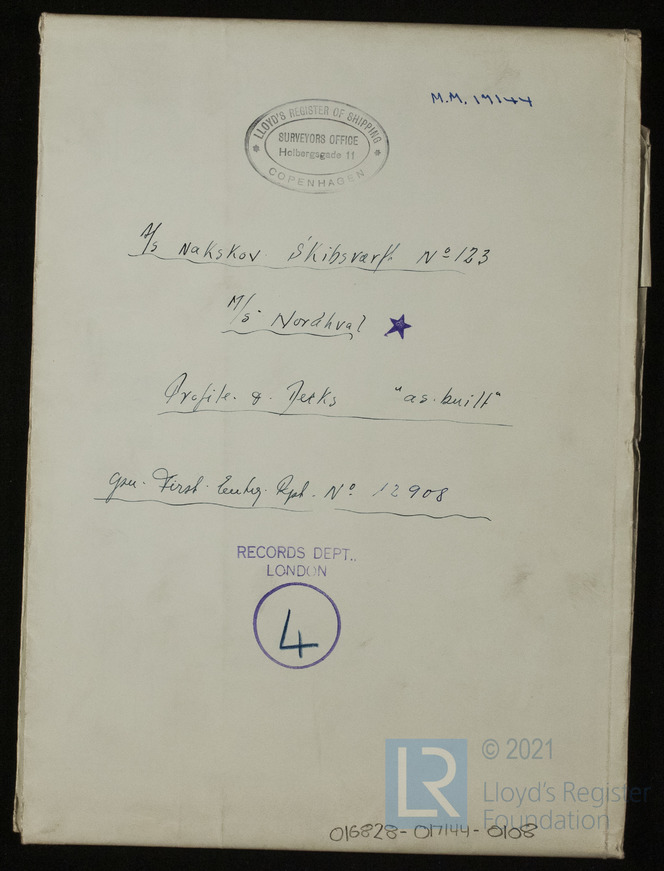 M.M. 17144
LLOYD'S REGISTER OF SHIPPING
SURVEYORS OFFICE
Holbergsgade 11
COPENHAGEN
A/s Nakskov Skibsværft Nº 123
M/s Nordhval
Profile & Decks "as built"
First Entry Rpt. Nº 12908
RECORDS DEPT.,
LONDON
4
LR
© 2021
Lloyd's Register
Foundation
016828-017144-0108